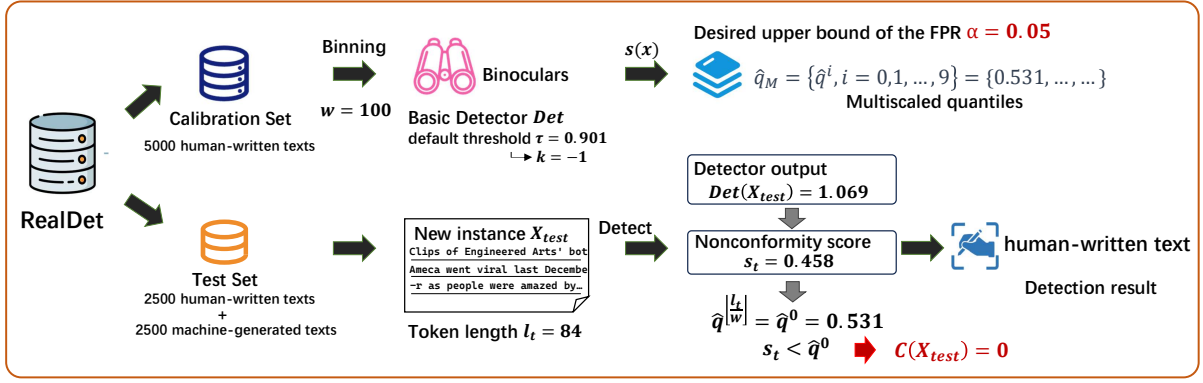 RealDet
Calibration Set
5000 human-written texts
Binning
w = 100
Binoculars
Basic Detector Det
default threshold τ = 0.901
↳ k = −1
s(x)
Desired upper bound of the FPR α = 0.05
q̂_M = {q̂^i, i = 0,1, …, 9} = {0.531, …, …}
Multiscaled quantiles
Test Set
2500 human-written texts
+
2500 machine-generated texts
New instance X_test
Clips of Engineered Arts' bot
Ameca went viral last Decembe
-r as people were amazed by…
Token length l_t = 84
Detect
Detector output
Det(X_test) = 1.069
Nonconformity score
s_t = 0.458
q̂^⌊l_t/w⌋ = q̂^0 = 0.531
s_t < q̂^0
C(X_test) = 0
human-written text
Detection result